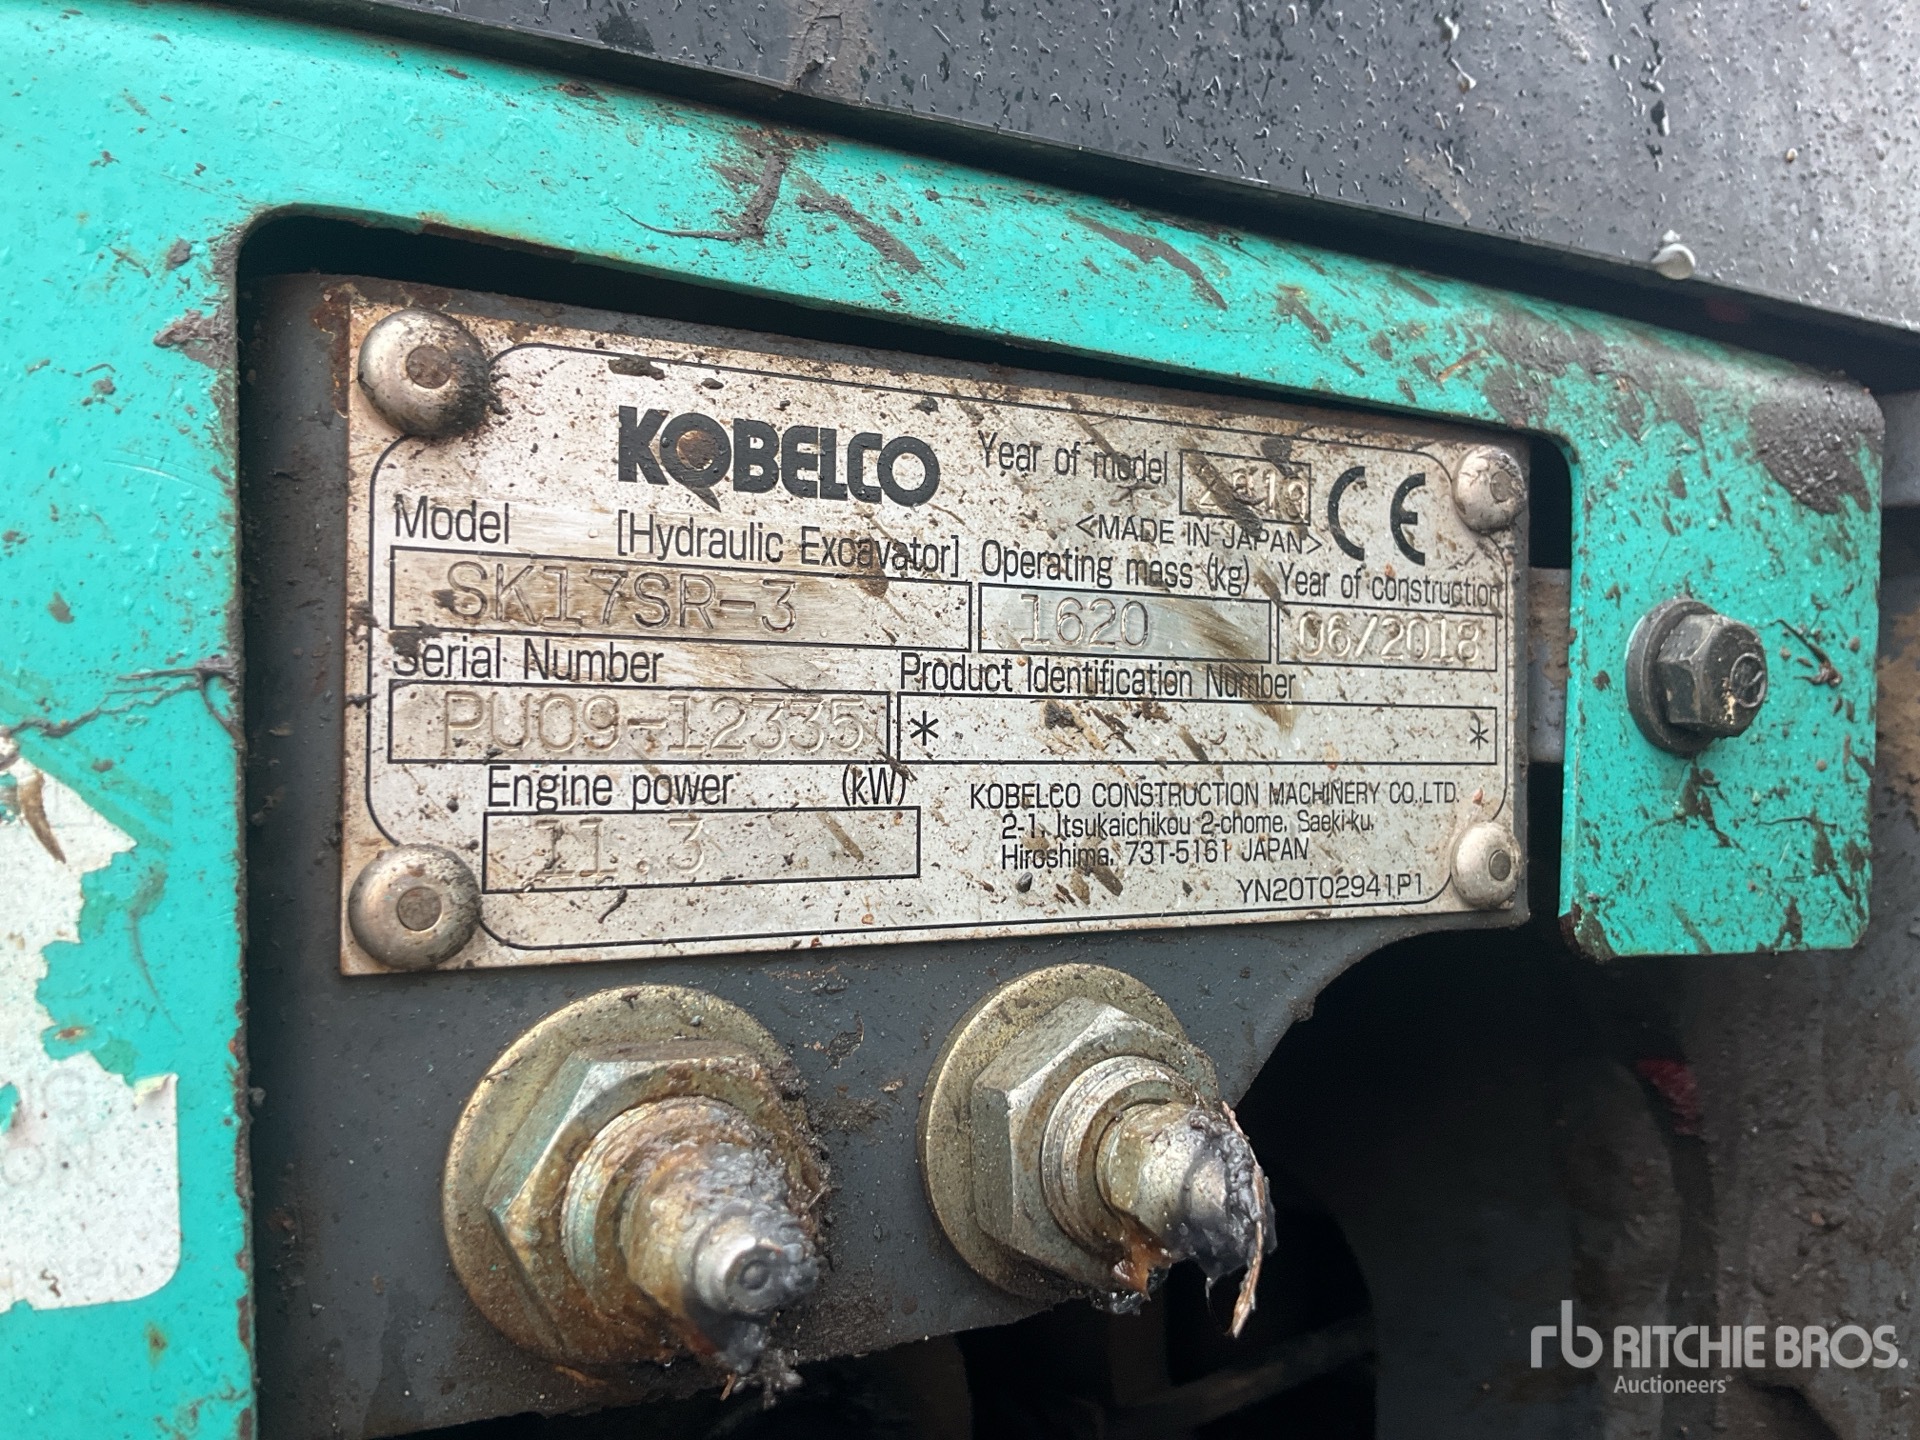 KOBELCO
Year of model
CE
<MADE IN JAPAN>
Model [Hydraulic Excavator]
SK17SR-3
Operating mass (kg)
1620
Year of construction
06/2018
Serial Number
PU09-12335
Product Identification Number
* *
Engine power (kW)
11.3
KOBELCO CONSTRUCTION MACHINERY CO.,LTD.
2-1, Itsukaichikou 2-chome, Saeki-ku,
Hiroshima, 731-5161 JAPAN
YN20T02941P1
rb RITCHIE BROS.
Auctioneers